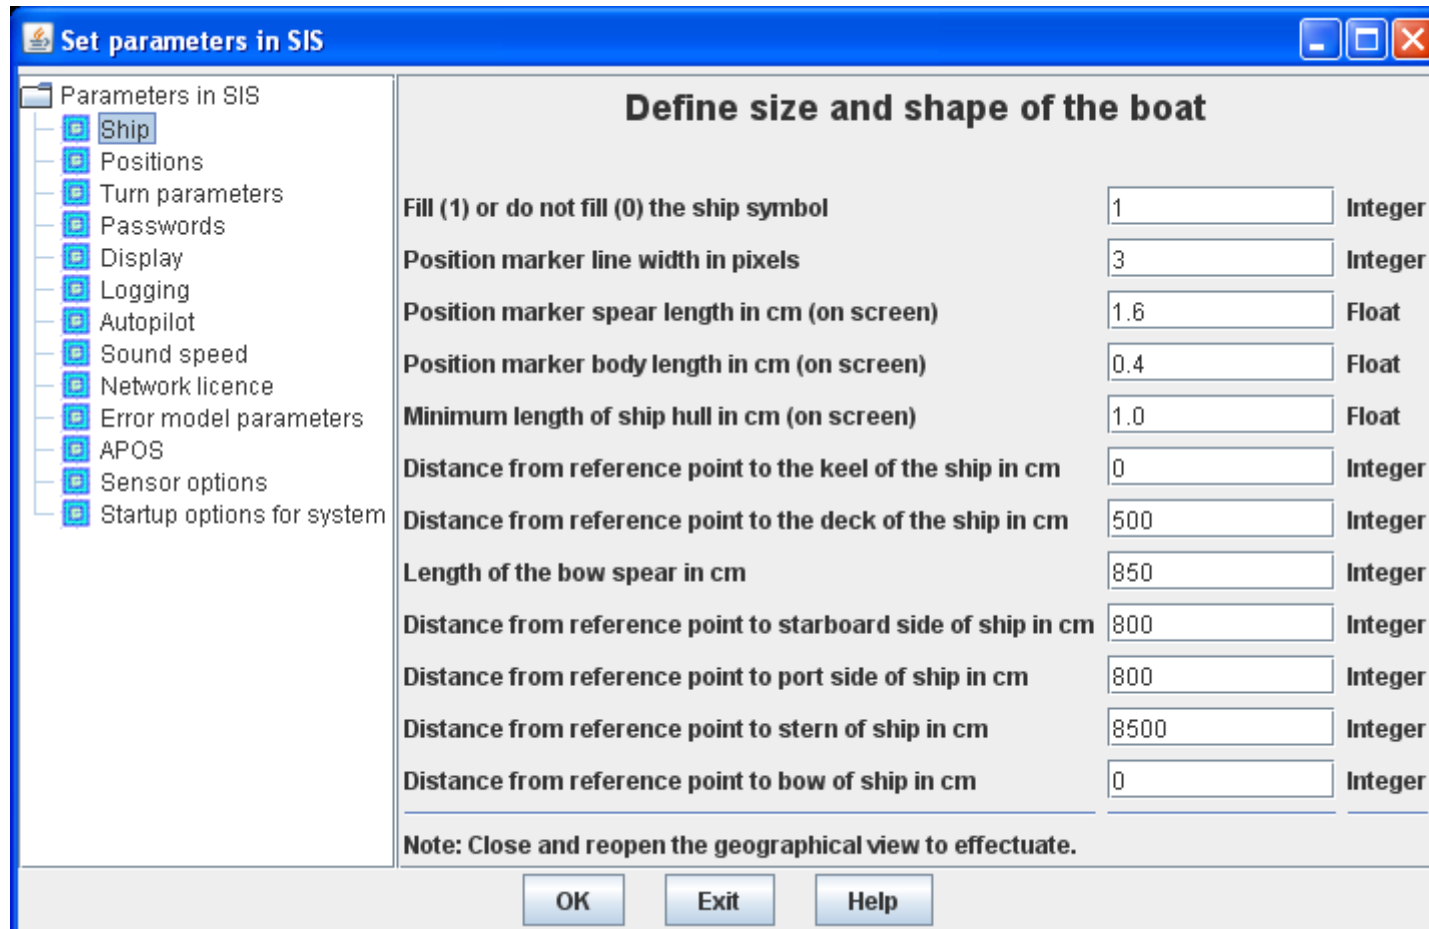 Set parameters in SIS
Parameters in SIS
Ship
Positions
Turn parameters
Passwords
Display
Logging
Autopilot
Sound speed
Network licence
Error model parameters
APOS
Sensor options
Startup options for system
Define size and shape of the boat
Fill (1) or do not fill (0) the ship symbol 1 Integer
Position marker line width in pixels 3 Integer
Position marker spear length in cm (on screen) 1.6 Float
Position marker body length in cm (on screen) 0.4 Float
Minimum length of ship hull in cm (on screen) 1.0 Float
Distance from reference point to the keel of the ship in cm 0 Integer
Distance from reference point to the deck of the ship in cm 500 Integer
Length of the bow spear in cm 850 Integer
Distance from reference point to starboard side of ship in cm 800 Integer
Distance from reference point to port side of ship in cm 800 Integer
Distance from reference point to stern of ship in cm 8500 Integer
Distance from reference point to bow of ship in cm 0 Integer
Note: Close and reopen the geographical view to effectuate.
OK Exit Help